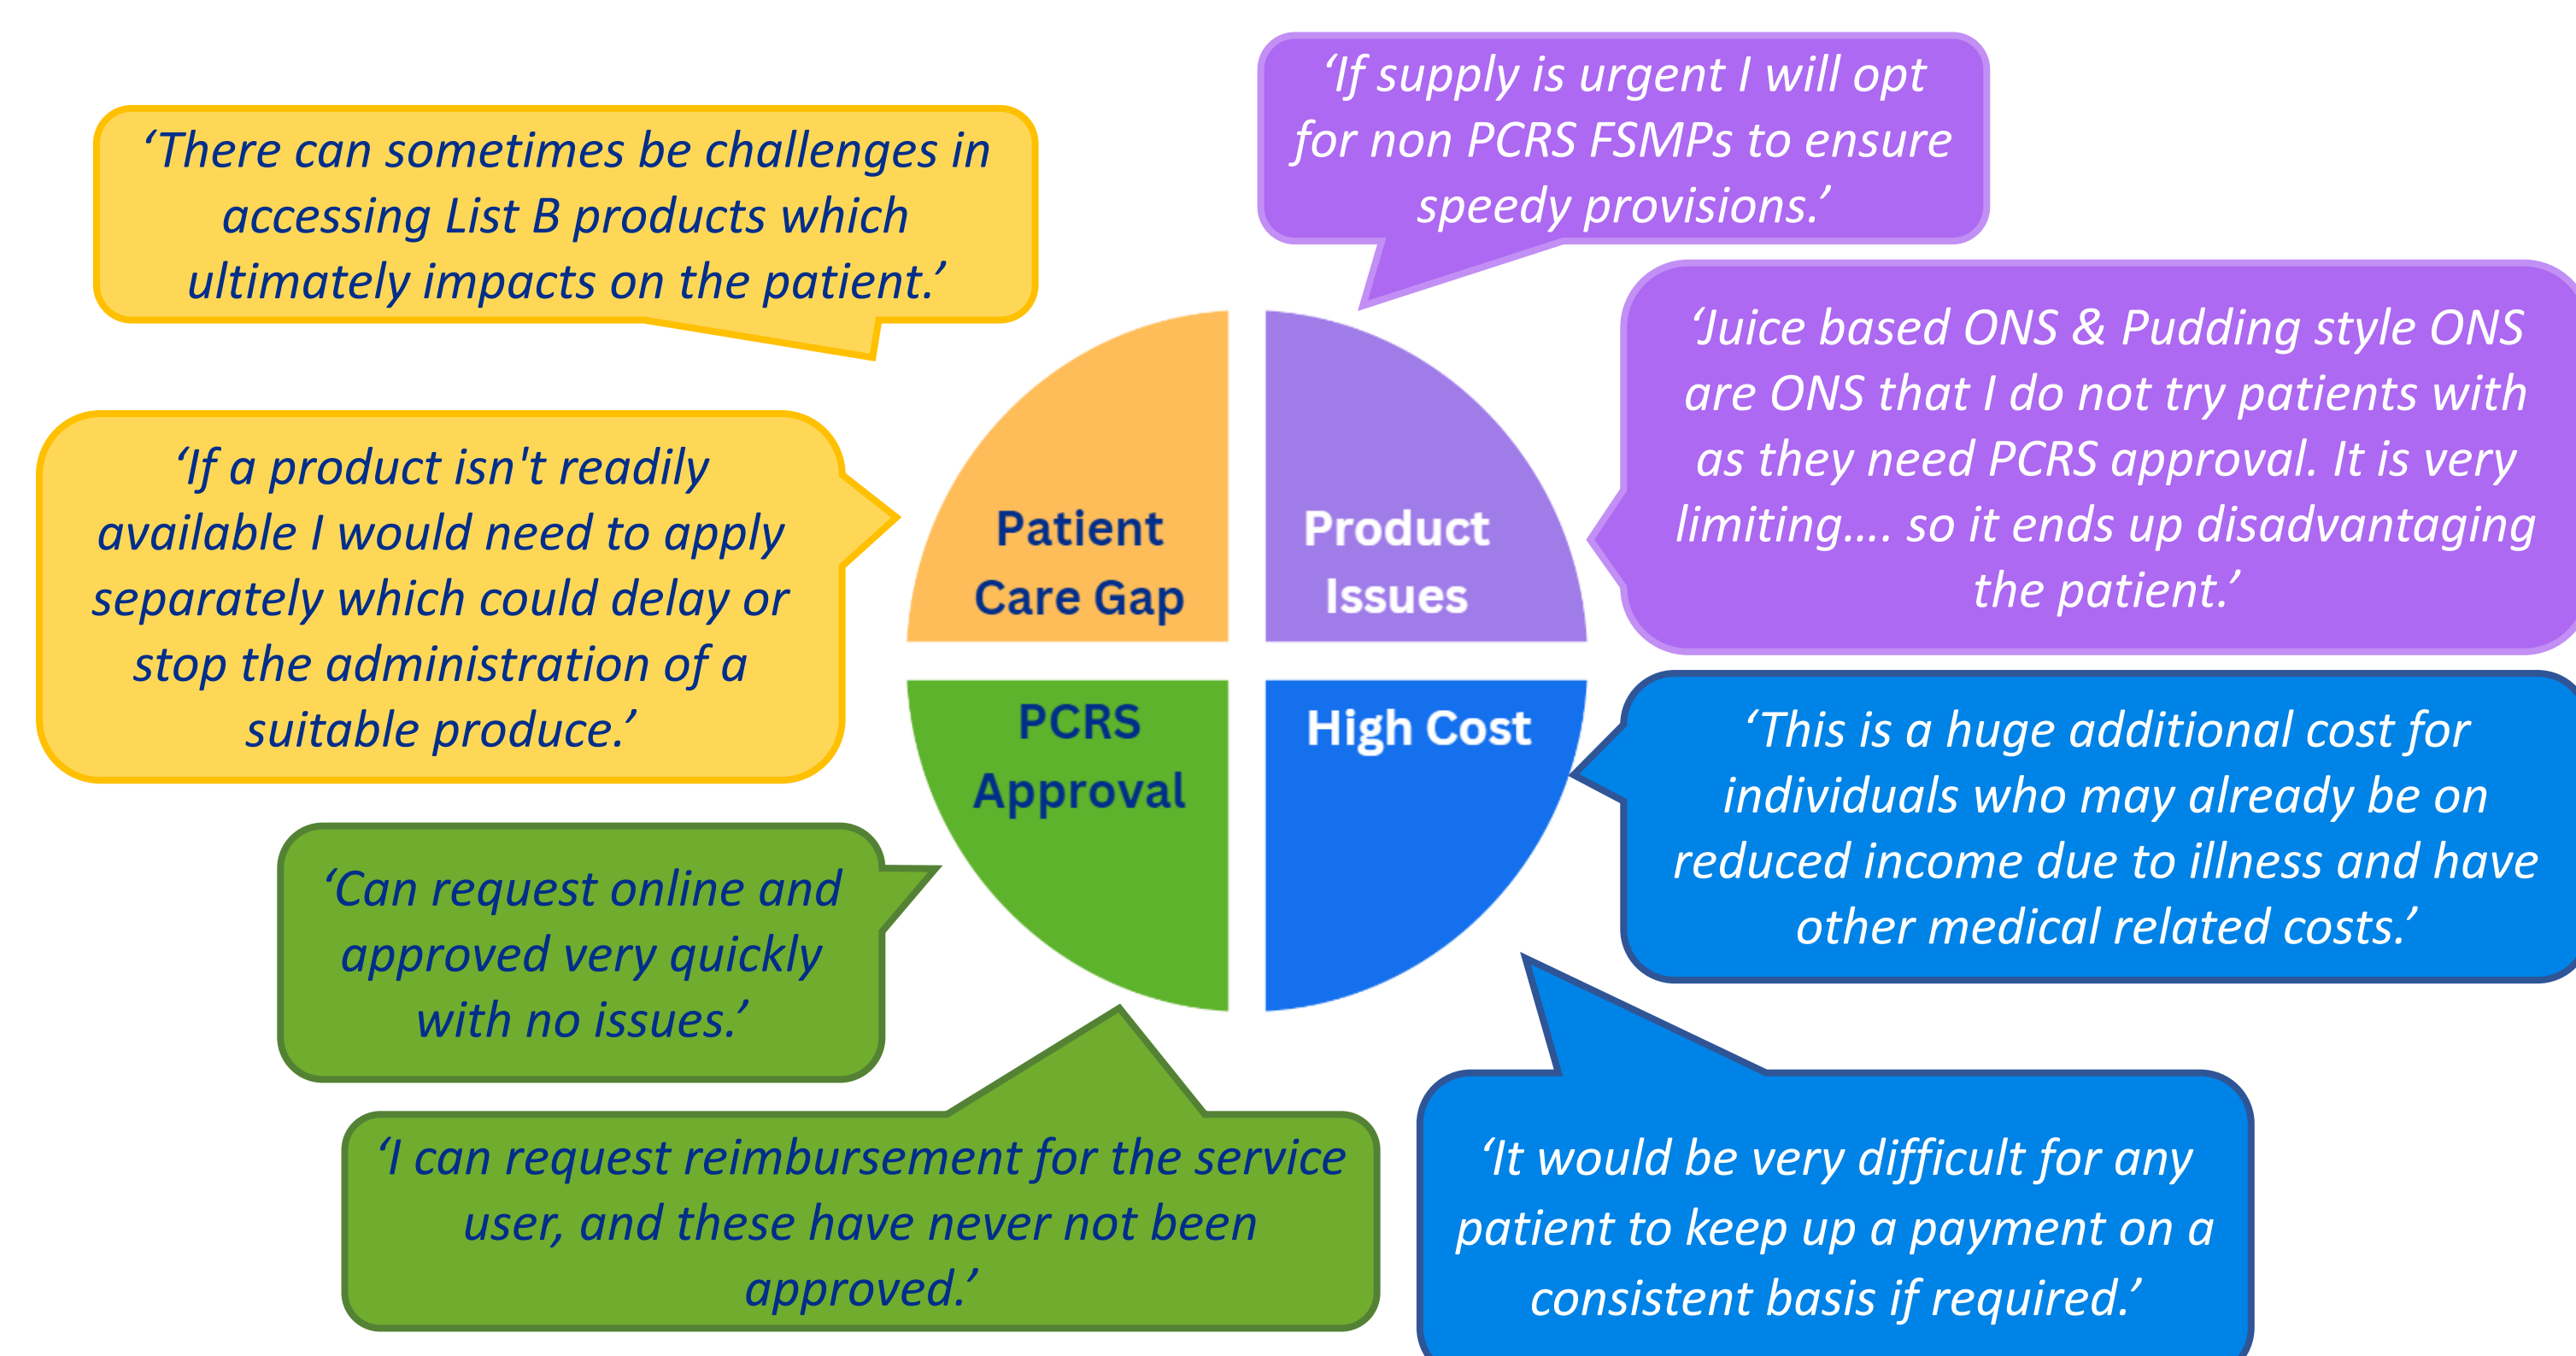 ‘There can sometimes be challenges in
accessing List B products which
ultimately impacts on the patient.’
‘If supply is urgent I will opt
for non PCRS FSMPs to ensure
speedy provisions.’
‘If a product isn't readily
available I would need to apply
separately which could delay or
stop the administration of a
suitable produce.’
‘Juice based ONS & Pudding style ONS
are ONS that I do not try patients with
as they need PCRS approval. It is very
limiting.... so it ends up disadvantaging
the patient.’
Patient
Care Gap
Product
Issues
PCRS
Approval
High Cost
‘This is a huge additional cost for
individuals who may already be on
reduced income due to illness and have
other medical related costs.’
‘Can request online and
approved very quickly
with no issues.’
‘I can request reimbursement for the service
user, and these have never not been
approved.’
‘It would be very difficult for any
patient to keep up a payment on a
consistent basis if required.’